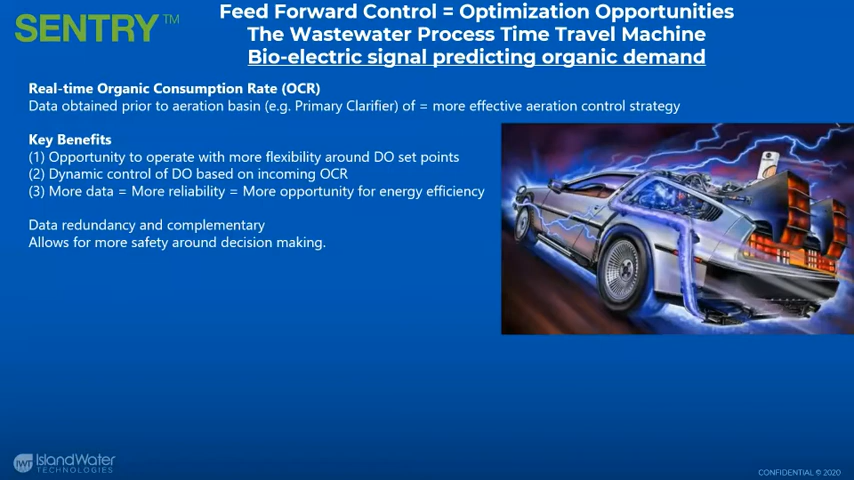 SENTRY™
Feed Forward Control = Optimization Opportunities
The Wastewater Process Time Travel Machine
Bio-electric signal predicting organic demand
Real-time Organic Consumption Rate (OCR)
Data obtained prior to aeration basin (e.g. Primary Clarifier) of = more effective aeration control strategy
Key Benefits
(1) Opportunity to operate with more flexibility around DO set points
(2) Dynamic control of DO based on incoming OCR
(3) More data = More reliability = More opportunity for energy efficiency
Data redundancy and complementary
Allows for more safety around decision making.
IWT IslandWater
TECHNOLOGIES
CONFIDENTIAL © 2020